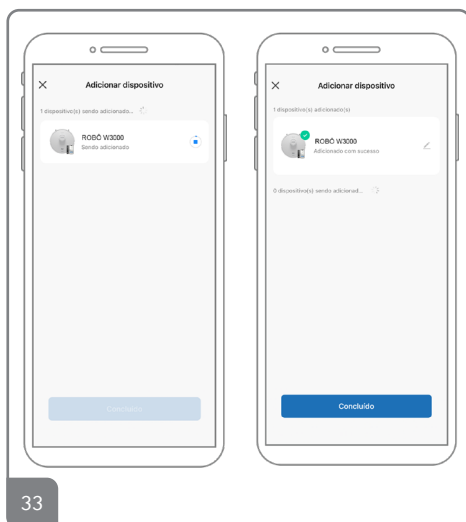 Adicionar dispositivo
1 dispositivo(s) sendo adicionado...
ROBÔ W3000
Sendo adicionado
Concluído
Adicionar dispositivo
1 dispositivo(s) adicionado(s)
ROBÔ W3000
Adicionado com sucesso
0 dispositivo(s) sendo adicionad...
Concluído
33